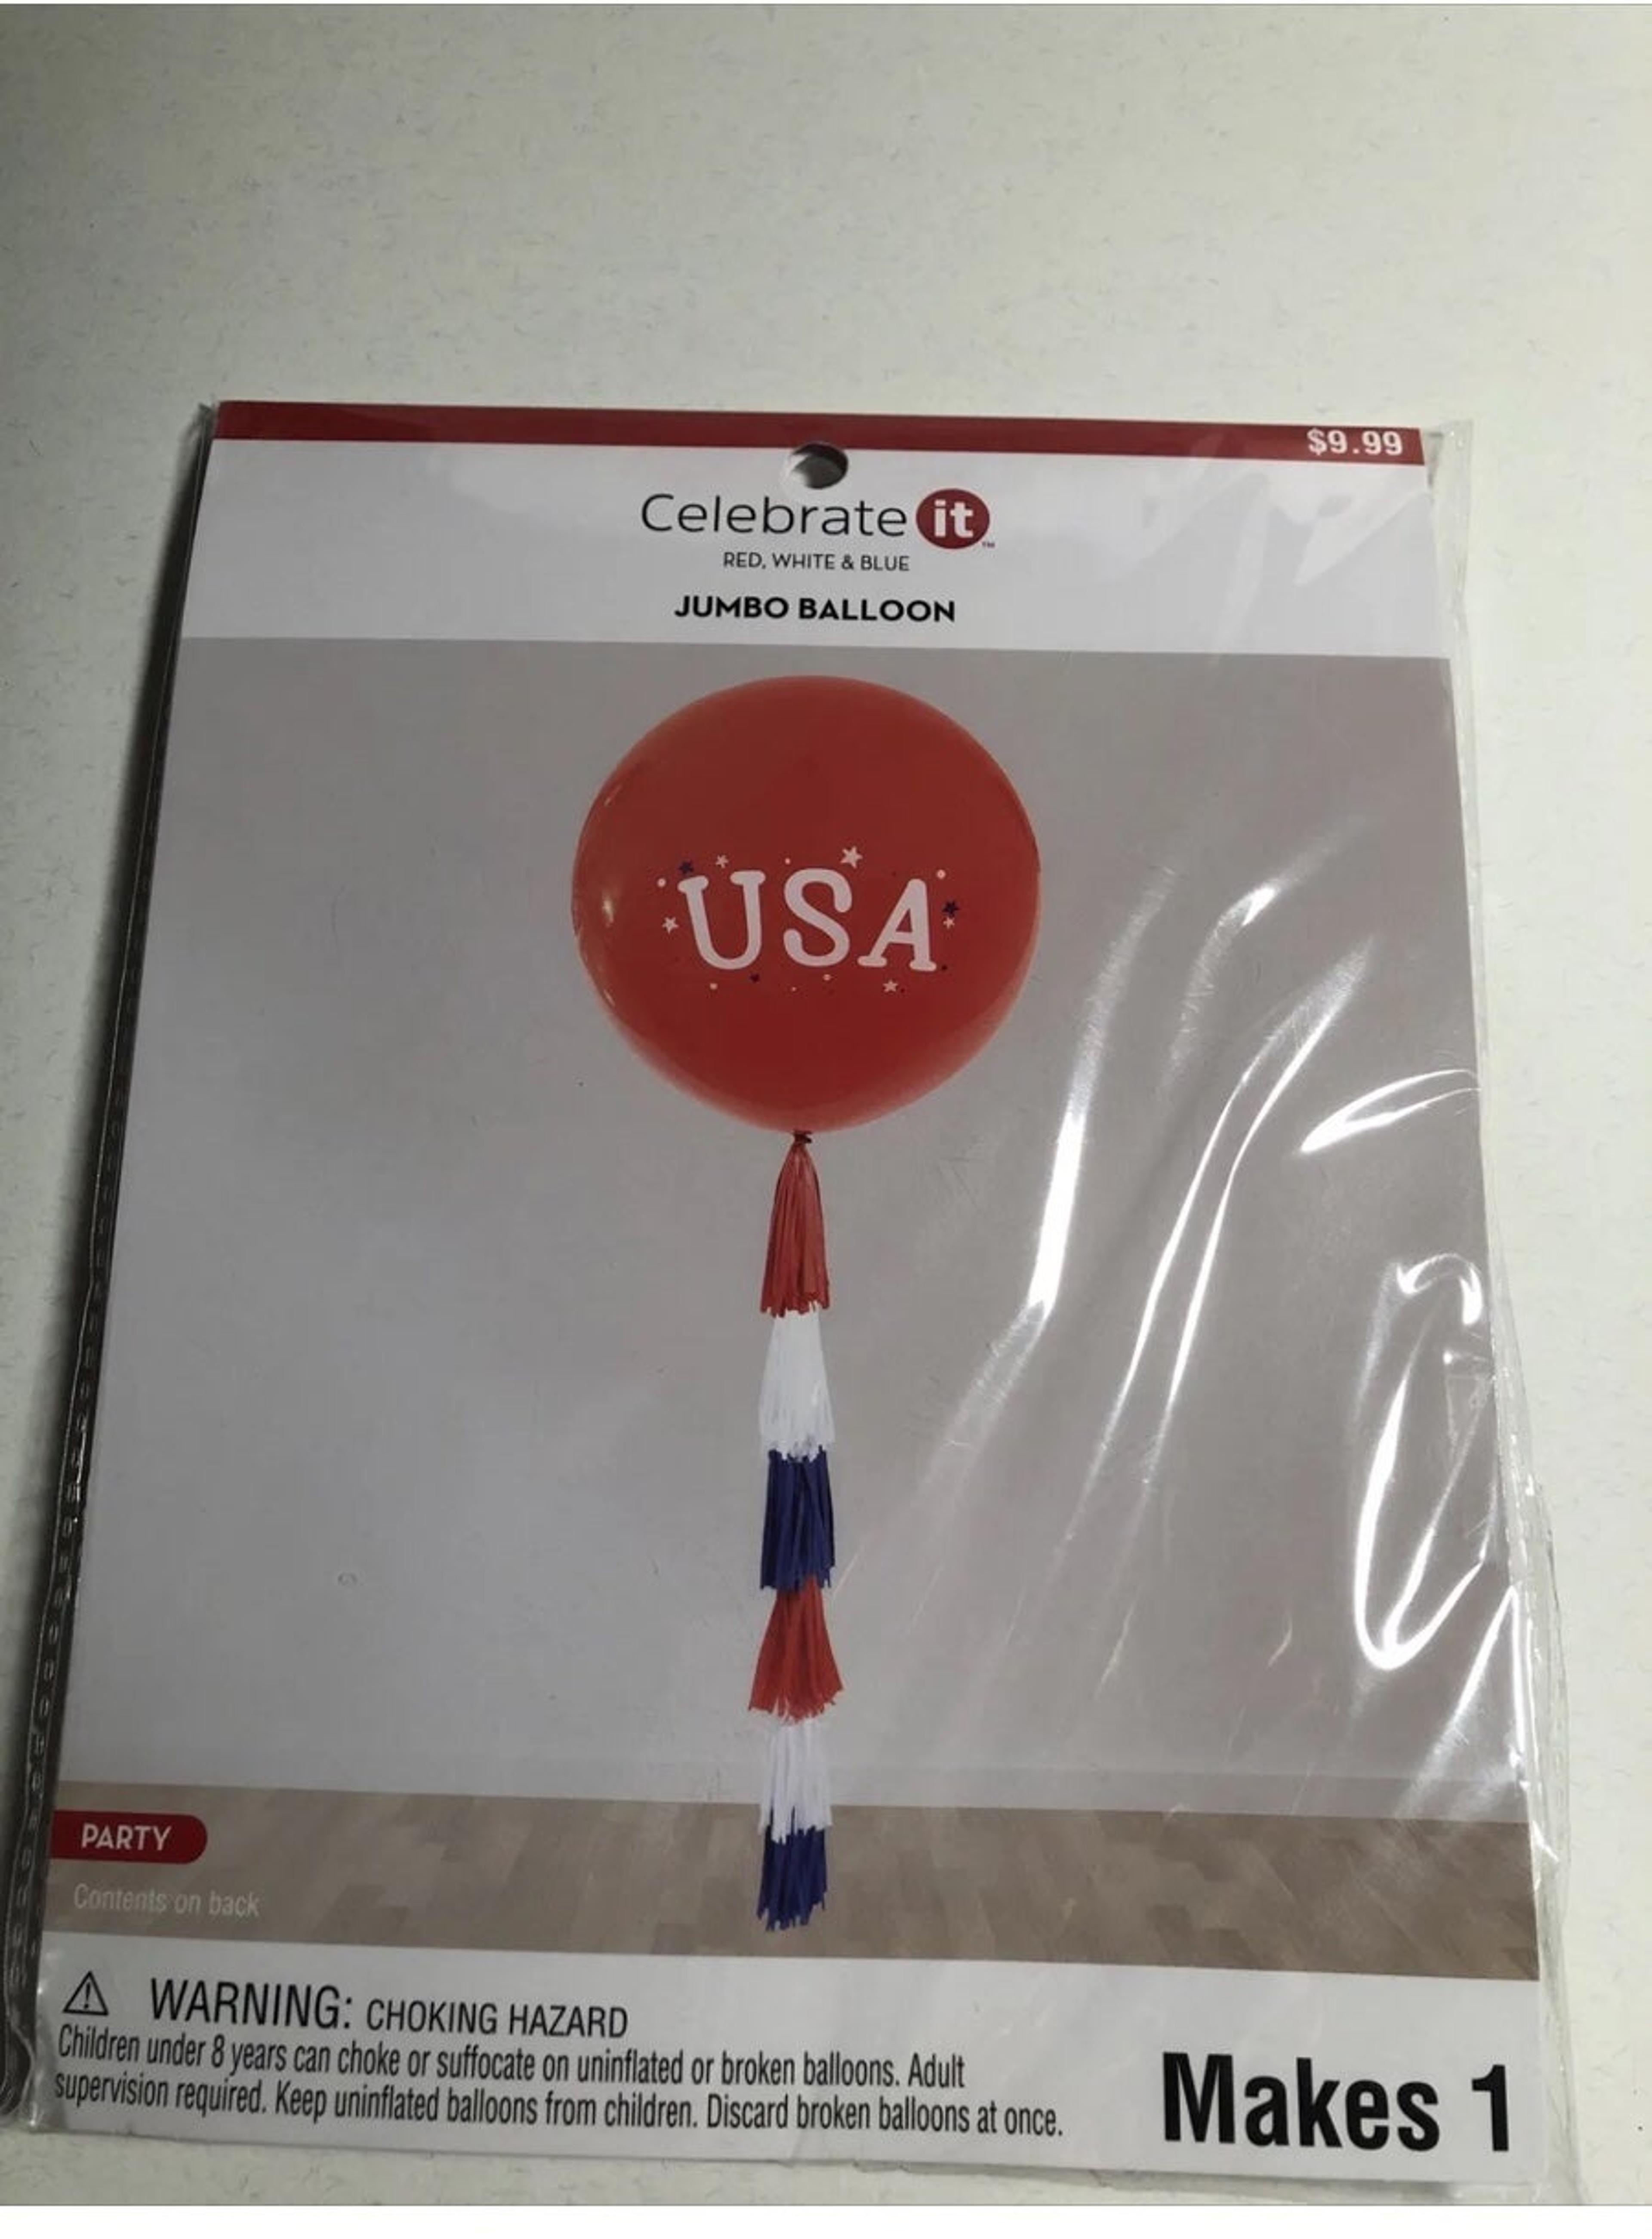 $9.99
Celebrate it™
RED, WHITE & BLUE
JUMBO BALLOON
USA
PARTY
Contents on back
WARNING: CHOKING HAZARD
Children under 8 years can choke or suffocate on uninflated or broken balloons. Adult
supervision required. Keep uninflated balloons from children. Discard broken balloons at once.
Makes 1